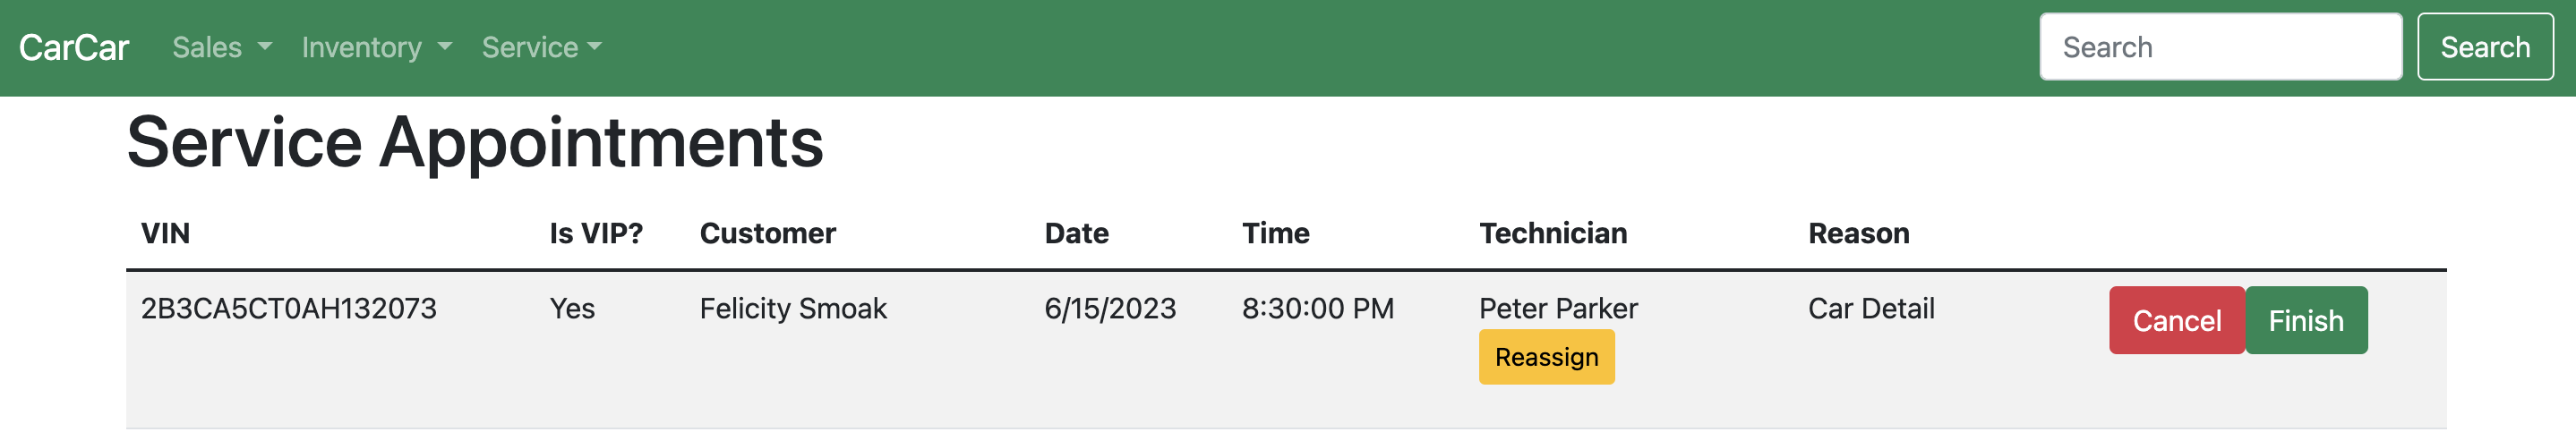 CarCar Sales Inventory Service Search Search
Service Appointments
VIN Is VIP? Customer Date Time Technician Reason
2B3CA5CT0AH132073 Yes Felicity Smoak 6/15/2023 8:30:00 PM Peter Parker Car Detail Cancel Finish
Reassign